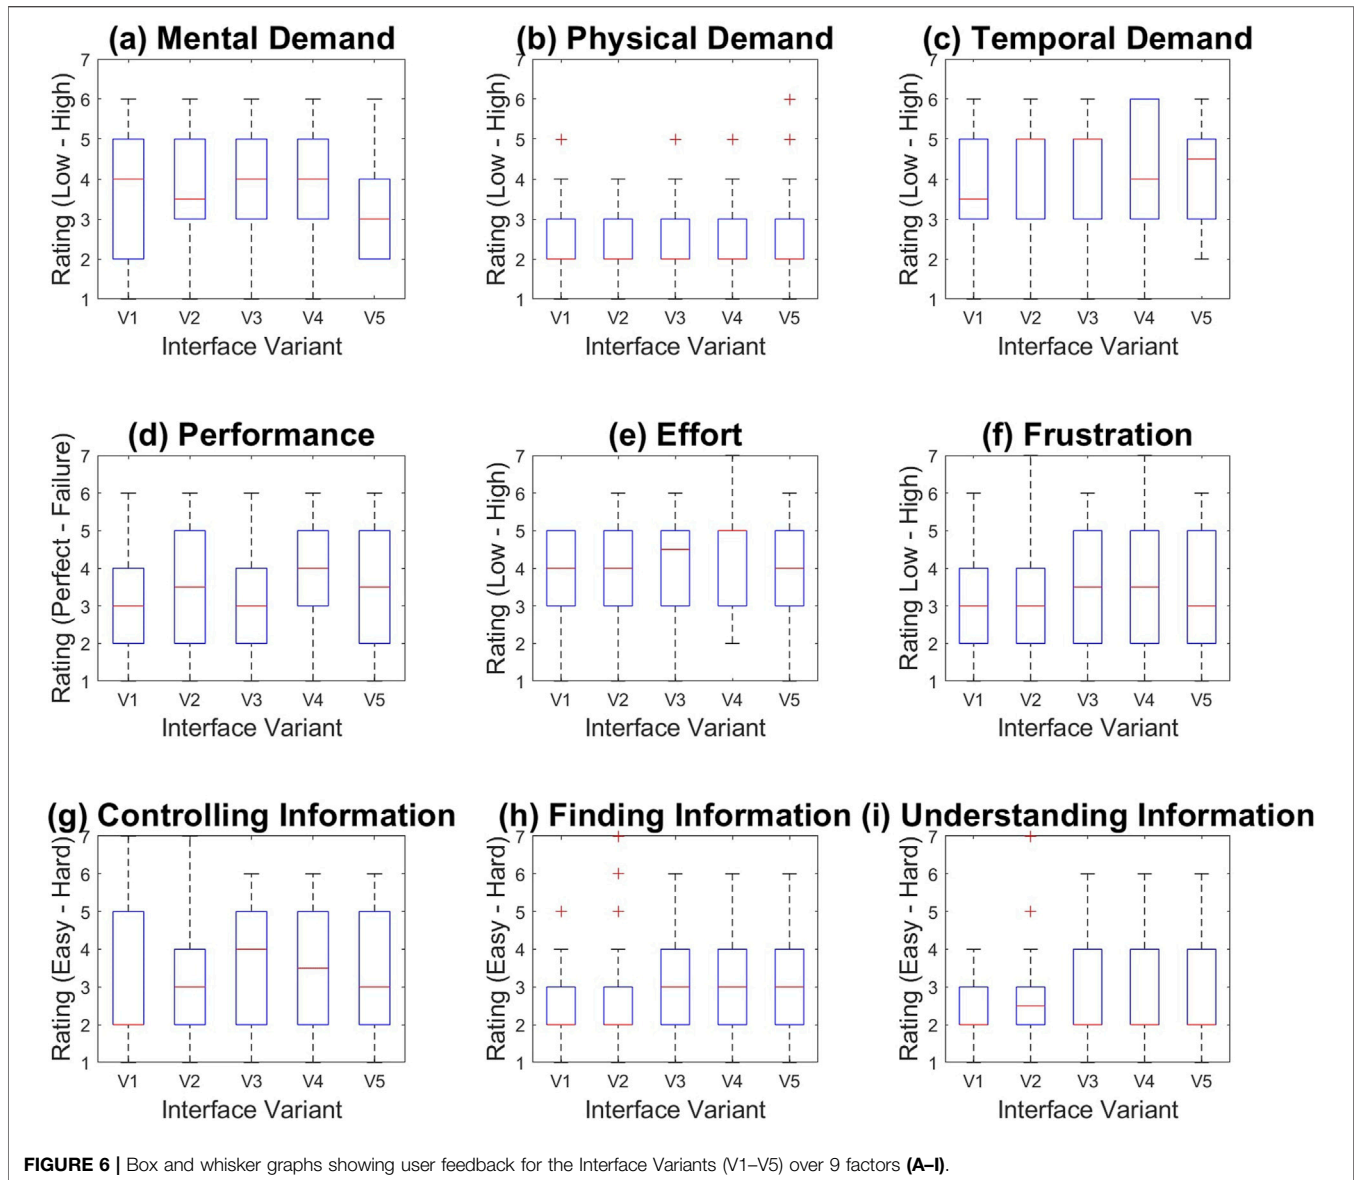 (a) Mental Demand
Rating (Low - High)
7
6
5
4
3
2
1
V1 V2 V3 V4 V5
Interface Variant
(b) Physical Demand
Rating (Low - High)
7
6
5
4
3
2
1
V1 V2 V3 V4 V5
Interface Variant
(c) Temporal Demand
Rating (Low - High)
7
6
5
4
3
2
1
V1 V2 V3 V4 V5
Interface Variant
(d) Performance
Rating (Perfect - Failure)
7
6
5
4
3
2
1
V1 V2 V3 V4 V5
Interface Variant
(e) Effort
Rating (Low - High)
7
6
5
4
3
2
1
V1 V2 V3 V4 V5
Interface Variant
(f) Frustration
Rating Low - High)
7
6
5
4
3
2
1
V1 V2 V3 V4 V5
Interface Variant
(g) Controlling Information
Rating (Easy - Hard)
7
6
5
4
3
2
1
V1 V2 V3 V4 V5
Interface Variant
(h) Finding Information
Rating (Easy - Hard)
7
6
5
4
3
2
1
V1 V2 V3 V4 V5
Interface Variant
(i) Understanding Information
Rating (Easy - Hard)
7
6
5
4
3
2
1
V1 V2 V3 V4 V5
Interface Variant
FIGURE 6 | Box and whisker graphs showing user feedback for the Interface Variants (V1–V5) over 9 factors (A–I).